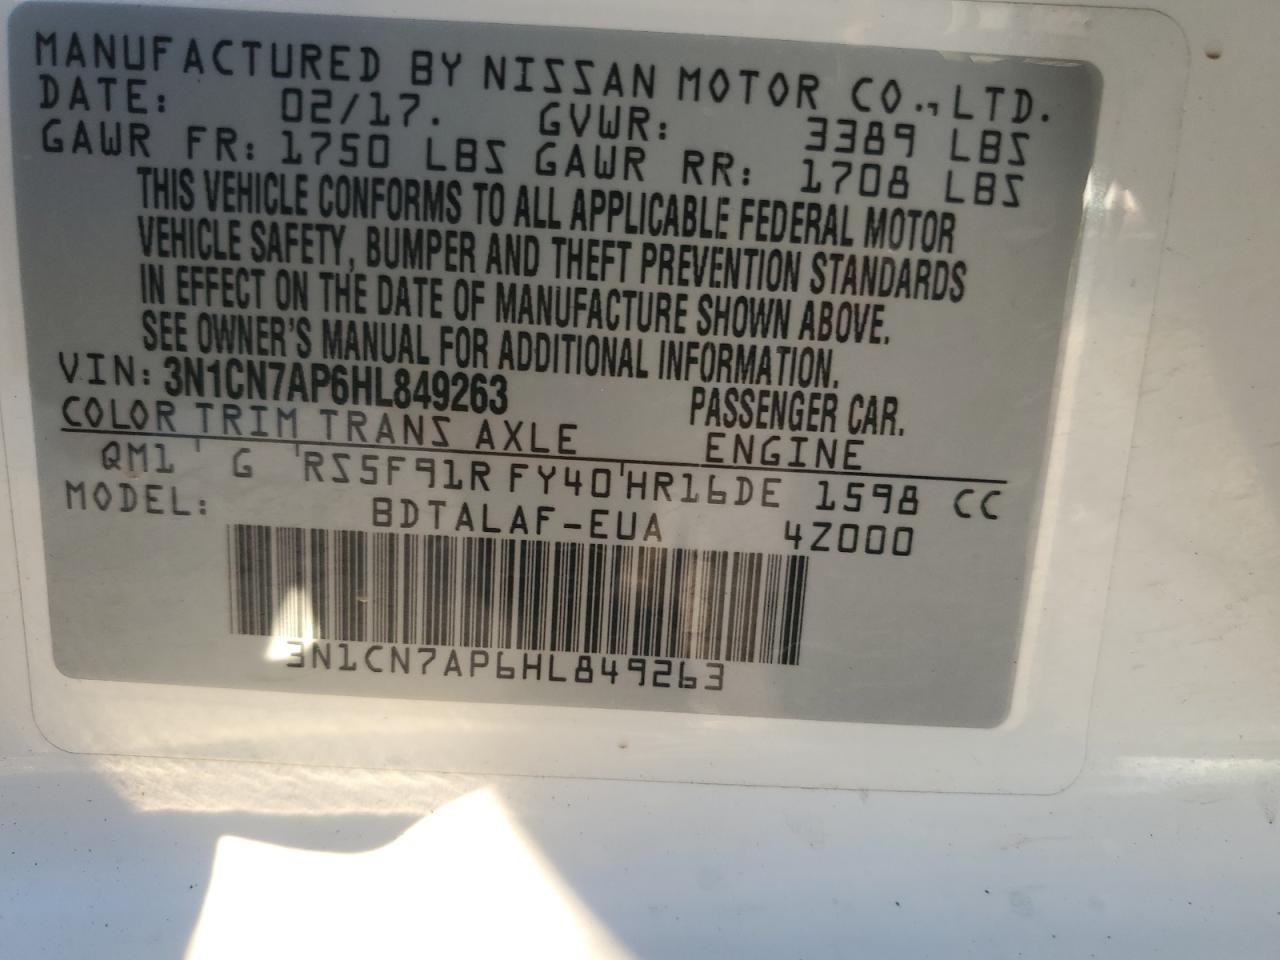 MANUFACTURED BY NISSAN MOTOR CO., LTD.
DATE: 02/17. GVWR: 3389 LBS
GAWR FR: 1750 LBS GAWR RR: 1708 LBS
THIS VEHICLE CONFORMS TO ALL APPLICABLE FEDERAL MOTOR
VEHICLE SAFETY, BUMPER AND THEFT PREVENTION STANDARDS
IN EFFECT ON THE DATE OF MANUFACTURE SHOWN ABOVE.
SEE OWNER'S MANUAL FOR ADDITIONAL INFORMATION.
VIN: 3N1CN7AP6HL849263 PASSENGER CAR.
COLOR TRIM TRANS AXLE ENGINE
QM1 ' G 'RS5F91R FY40'HR16DE 1598 CC
MODEL: BDTALAF-EUA 4Z000
3N1CN7AP6HL849263